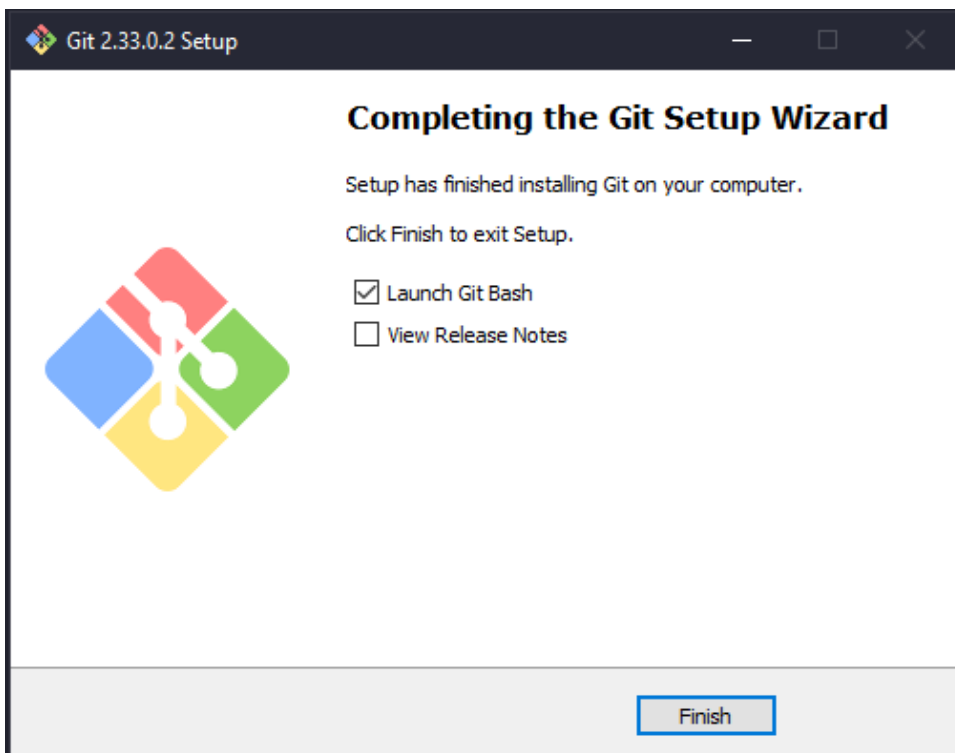 Git 2.33.0.2 Setup
Completing the Git Setup Wizard
Setup has finished installing Git on your computer.
Click Finish to exit Setup.
Launch Git Bash
View Release Notes
Finish